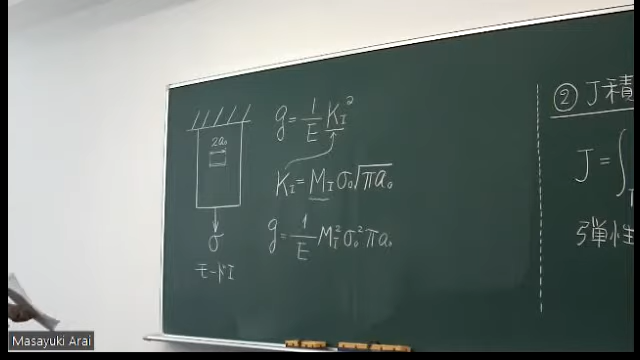 2a₀
σ
モードI
g = 1/E K_I²
K_I = M_I σ₀√πa₀
g = 1/E M_I² σ₀² πa₀
② J積
J = ∫
弾性
Masayuki Arai